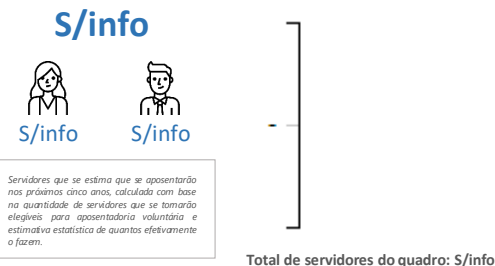 S/info
S/info
S/info
Servidores que se estima que se aposentarão
nos próximos cinco anos, calculada com base
na quantidade de servidores que se tornarão
elegíveis para aposentadoria voluntária e
estimativa estatística de quantos efetivamente
o fazem.
Total de servidores do quadro: S/info